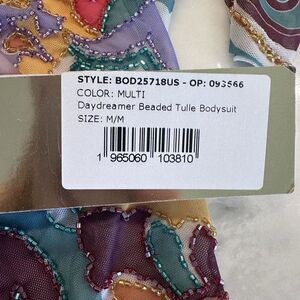 STYLE: BOD25718US - OP: 093566
COLOR: MULTI
Daydreamer Beaded Tulle Bodysuit
SIZE: M/M
1 965060 103810